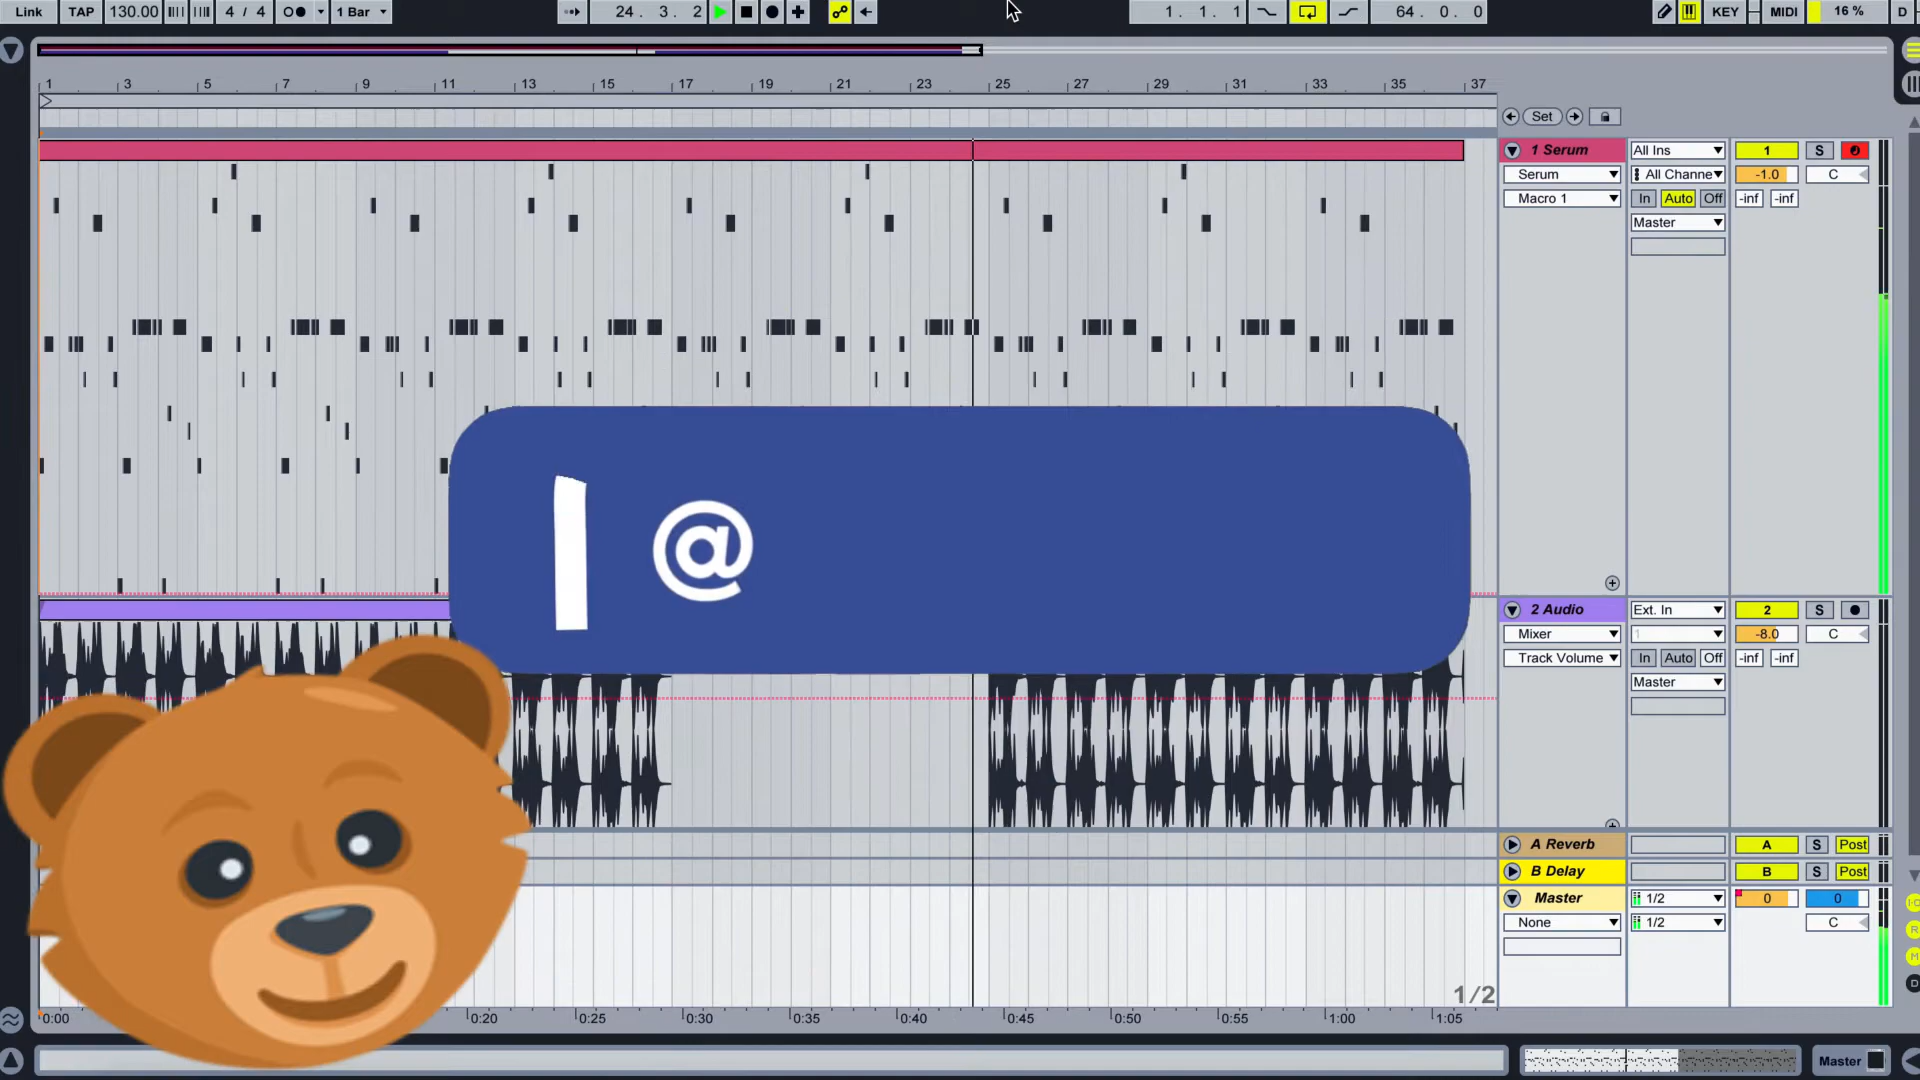 Link TAP 130.00 4 / 4 1 Bar 24. 3. 2 1. 1. 1 64. 0. 0 KEY MIDI 16 % D
1 3 5 7 9 11 13 15 17 19 21 23 25 27 29 31 33 35 37
Set
1 Serum All Ins 1 S
Serum All Channe -1.0 C
Macro 1 In Auto Off -inf -inf
Master
@
2 Audio Ext. In 2 S
Mixer 1 -8.0 C
Track Volume In Auto Off -inf -inf
Master
A Reverb A S Post
B Delay B S Post
Master 1/2 0 0
None 1/2 C
1/2
0:00 0:20 0:25 0:30 0:35 0:40 0:45 0:50 0:55 1:00 1:05
Master